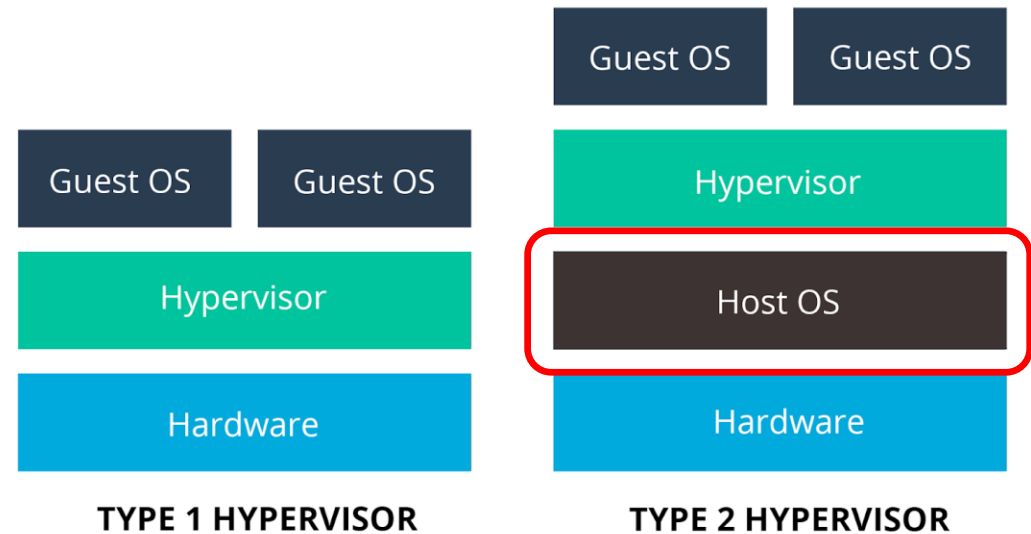 Guest OS
Guest OS
Hypervisor
Hardware
TYPE 1 HYPERVISOR
Guest OS
Guest OS
Hypervisor
Host OS
Hardware
TYPE 2 HYPERVISOR